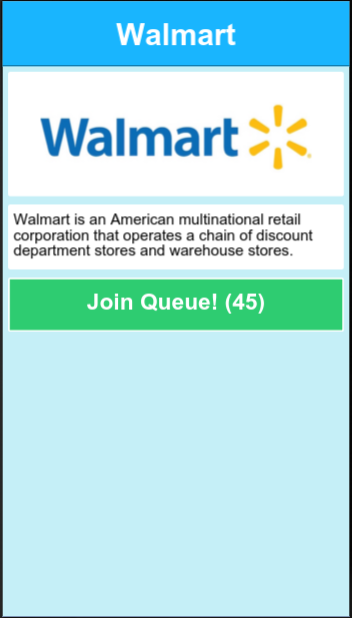 Walmart
Walmart
Walmart is an American multinational retail
corporation that operates a chain of discount
department stores and warehouse stores.
Join Queue! (45)